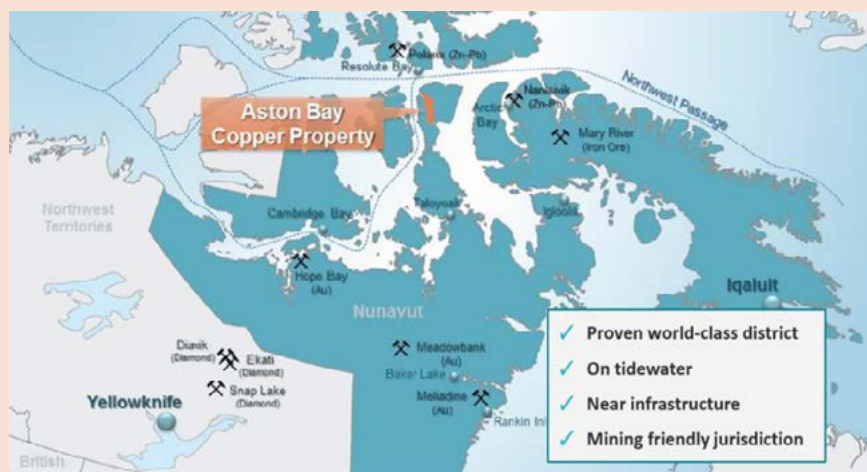 Polaris (Zn-Pb)
Resolute Bay
Aston Bay
Copper Property
Northwest Passage
Nanisivik
(Zn-Pb)
Arctic
Bay
Mary River
(Iron Ore)
Northwest
Territories
Cambridge Bay
Taloyoak
Igloolik
Hope Bay
(Au)
Nunavut
Iqaluit
Diavik
(Diamond)
Ekati
(Diamond)
Snap Lake
(Diamond)
Meadowbank
(Au)
Baker Lake
Meliadine
(Au)
Rankin Inl
Yellowknife
British
✓ Proven world-class district
✓ On tidewater
✓ Near infrastructure
✓ Mining friendly jurisdiction